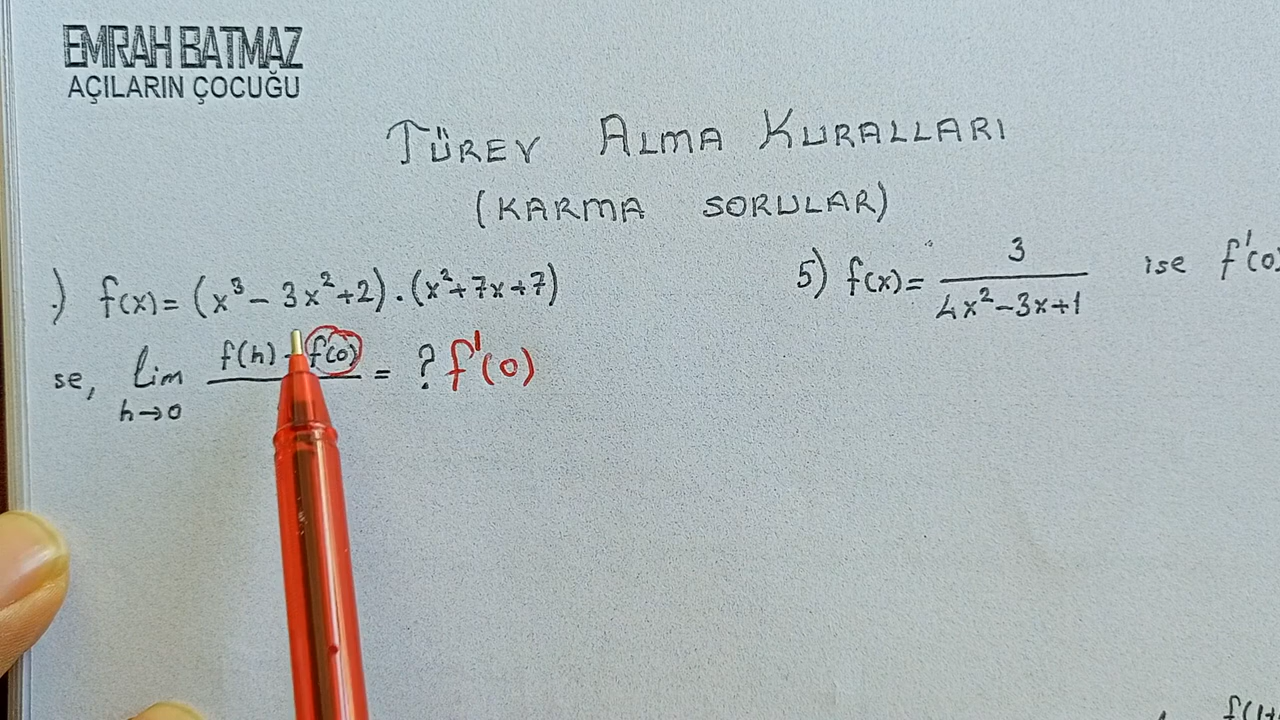 EMRAH BATMAZ
AÇILARIN ÇOCUĞU
TÜREV ALMA KURALLARI
(KARMA SORULAR)
.) f(x)= (x³ - 3x²+2).(x²+7x+7)
se, lim h→0 f(h) - f(0) = ? f'(0)
5) f(x)= 3 / 4x²-3x+1 ise f'(0)